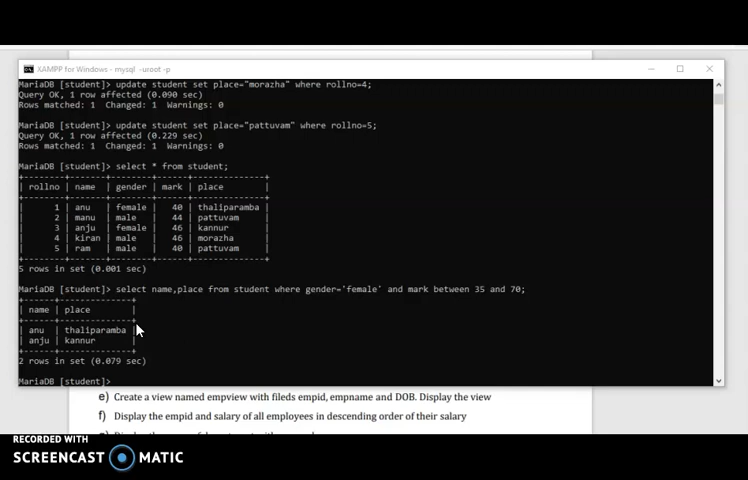 XAMPP for Windows - mysql -uroot -p
MariaDB [student]> update student set place="morazha" where rollno=4;
Query OK, 1 row affected (0.090 sec)
Rows matched: 1  Changed: 1  Warnings: 0
MariaDB [student]> update student set place="pattuvam" where rollno=5;
Query OK, 1 row affected (0.229 sec)
Rows matched: 1  Changed: 1  Warnings: 0
MariaDB [student]> select * from student;
| rollno | name | gender | mark | place |
| 1 | anu | female | 40 | thaliparamba |
| 2 | manu | male | 44 | pattuvam |
| 3 | anju | female | 46 | kannur |
| 4 | kiran | male | 46 | morazha |
| 5 | ram | male | 40 | pattuvam |
5 rows in set (0.001 sec)
MariaDB [student]> select name,place from student where gender='female' and mark between 35 and 70;
| name | place |
| anu | thaliparamba |
| anju | kannur |
2 rows in set (0.079 sec)
MariaDB [student]>
e) Create a view named empview with fileds empid, empname and DOB. Display the view
f) Display the empid and salary of all employees in descending order of their salary
RECORDED WITH
SCREENCAST MATIC